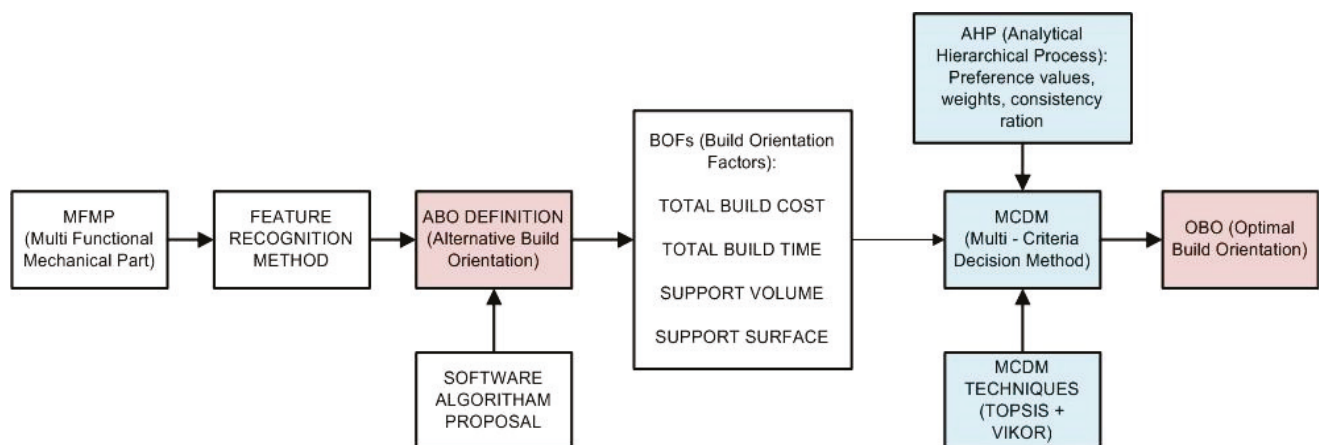 MFMP
(Multi Functional
Mechanical Part)
FEATURE
RECOGNITION
METHOD
ABO DEFINITION
(Alternative Build
Orientation)
SOFTWARE
ALGORITHAM
PROPOSAL
BOFs (Build Orientation
Factors):
TOTAL BUILD COST
TOTAL BUILD TIME
SUPPORT VOLUME
SUPPORT SURFACE
AHP (Analytical
Hierarchical Process):
Preference values,
weights, consistency
ration
MCDM
(Multi - Criteria
Decision Method)
MCDM
TECHNIQUES
(TOPSIS +
VIKOR)
OBO (Optimal
Build Orientation)